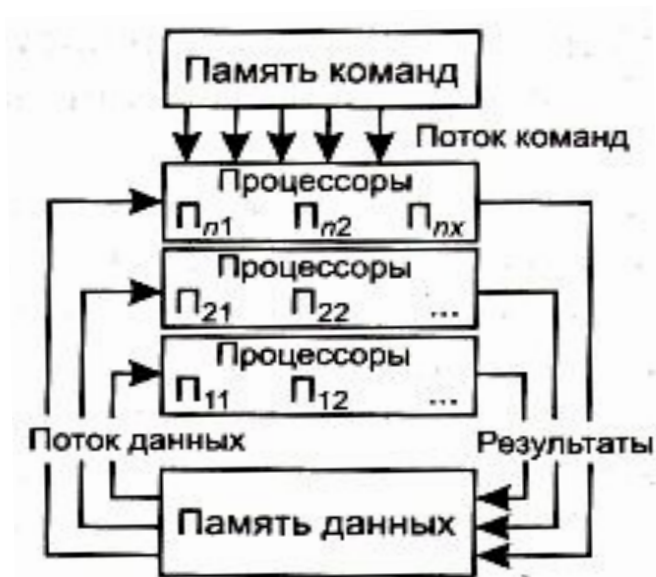 Память команд
Поток команд
Процессоры
Пn1 Пn2 Пnx
Процессоры
П21 П22 ...
Процессоры
П11 П12 ...
Поток данных
Результаты
Память данных